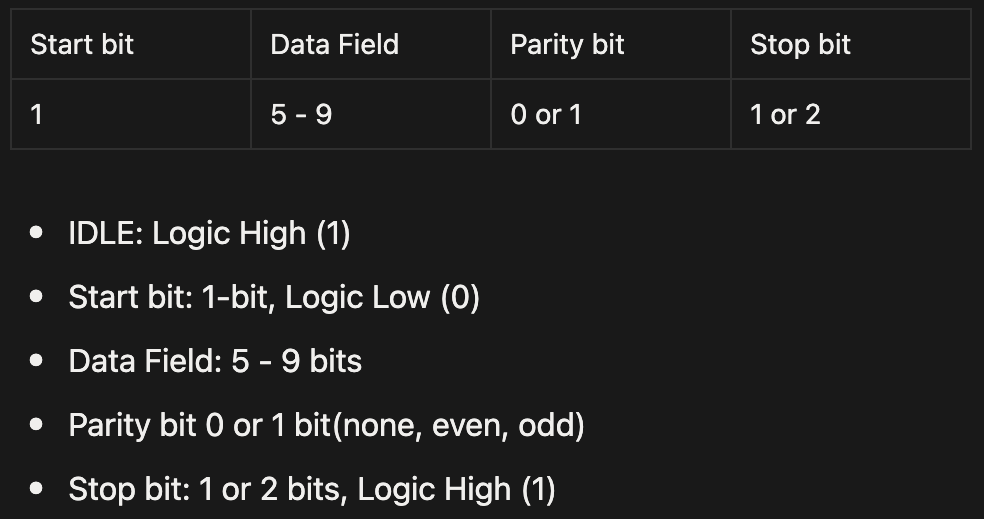 Start bit Data Field Parity bit Stop bit
1 5 - 9 0 or 1 1 or 2
IDLE: Logic High (1)
Start bit: 1-bit, Logic Low (0)
Data Field: 5 - 9 bits
Parity bit 0 or 1 bit(none, even, odd)
Stop bit: 1 or 2 bits, Logic High (1)